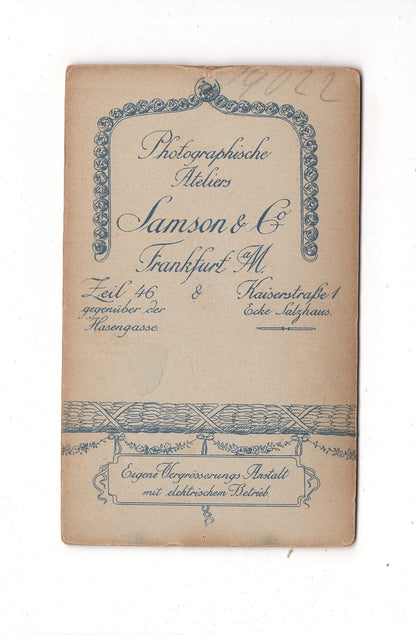 19022
Photographische
Ateliers
Samson & Co
Frankfurt a/M.
Zeil 46 & Kaiserstraße 1
gegenüber der Ecke Salzhaus.
Hasengasse.
Eigene Vergrösserungs-Anstalt
mit elektrischem Betrieb.